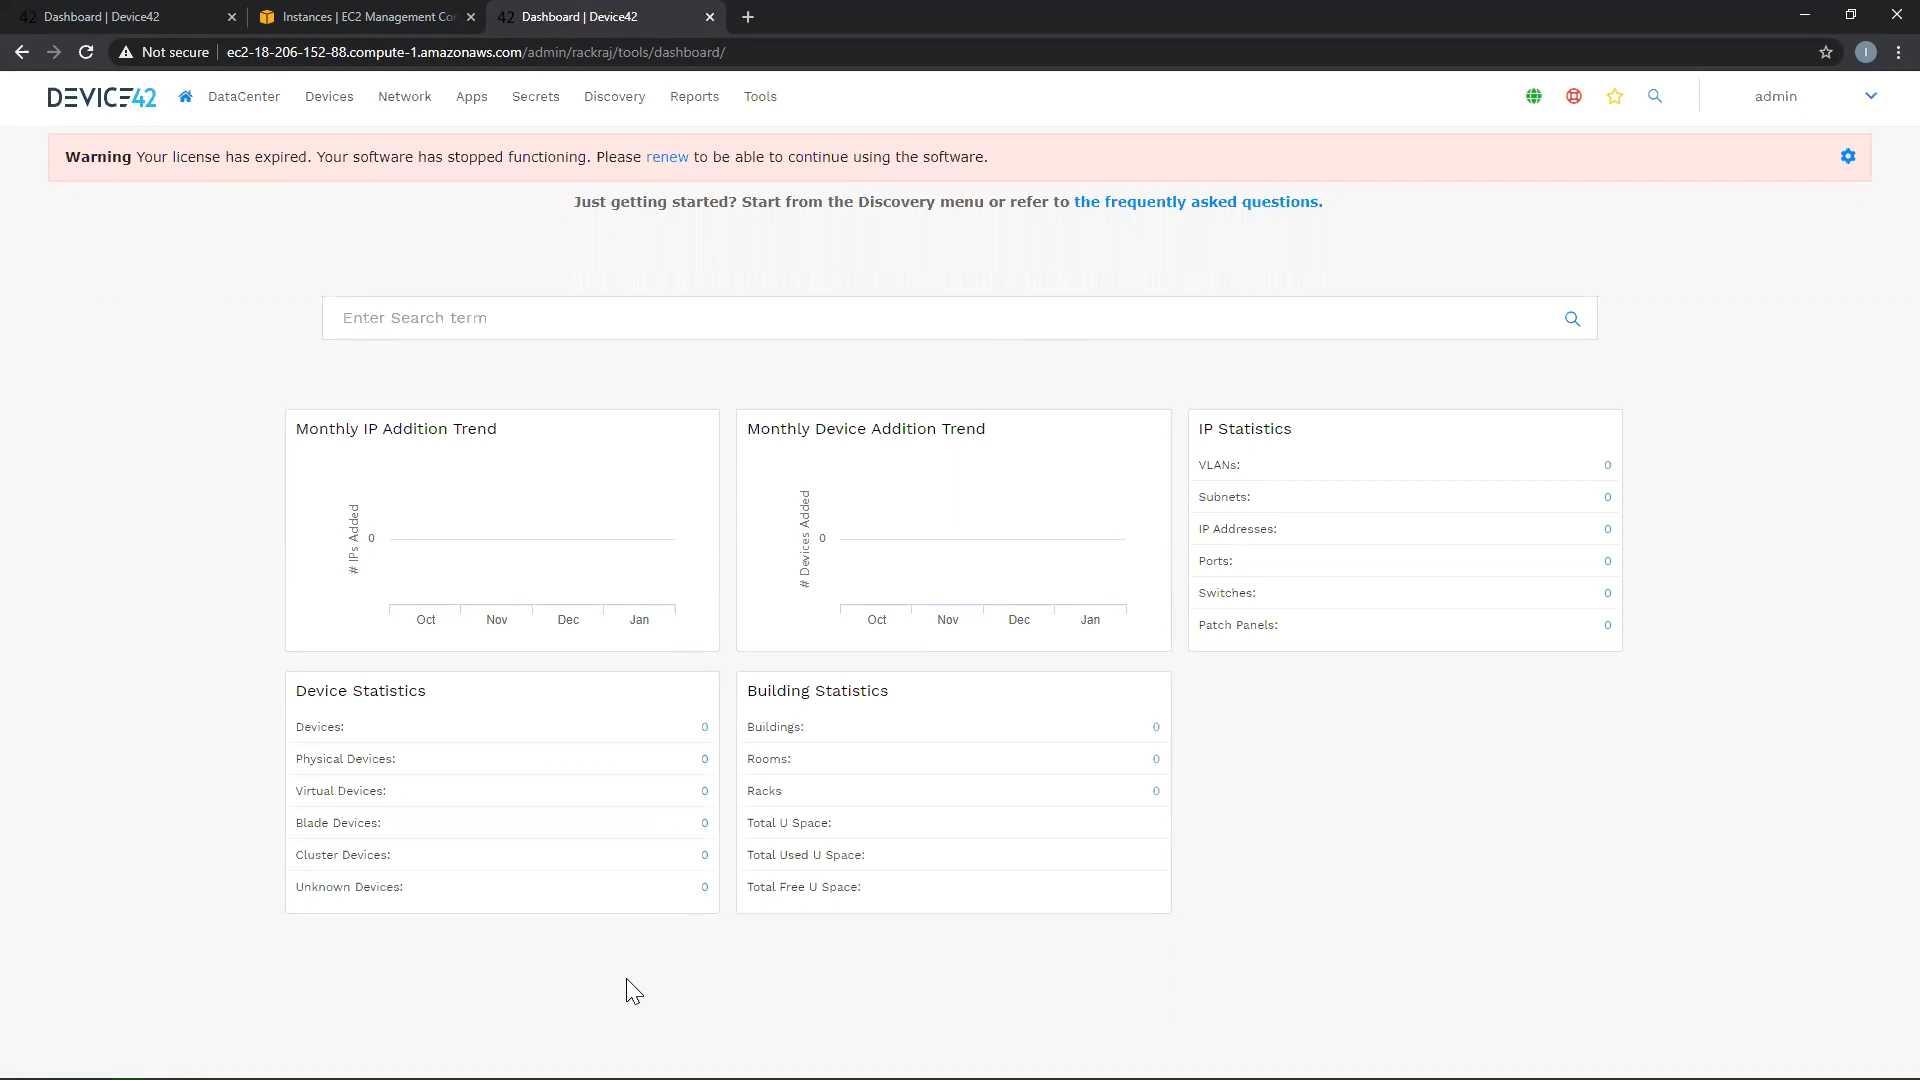 42 Dashboard | Device42
Instances | EC2 Management Co
42 Dashboard | Device42
Not secure
ec2-18-206-152-88.compute-1.amazonaws.com/admin/rackraj/tools/dashboard/
I
DEVICE42
DataCenter
Devices
Network
Apps
Secrets
Discovery
Reports
Tools
admin
Warning Your license has expired. Your software has stopped functioning. Please renew to be able to continue using the software.
Just getting started? Start from the Discovery menu or refer to the frequently asked questions.
Enter Search term
Monthly IP Addition Trend
# IPs Added
0
Oct Nov Dec Jan
Monthly Device Addition Trend
# Devices Added
0
Oct Nov Dec Jan
IP Statistics
VLANs: 0
Subnets: 0
IP Addresses: 0
Ports: 0
Switches: 0
Patch Panels: 0
Device Statistics
Devices: 0
Physical Devices: 0
Virtual Devices: 0
Blade Devices: 0
Cluster Devices: 0
Unknown Devices: 0
Building Statistics
Buildings: 0
Rooms: 0
Racks 0
Total U Space:
Total Used U Space:
Total Free U Space: